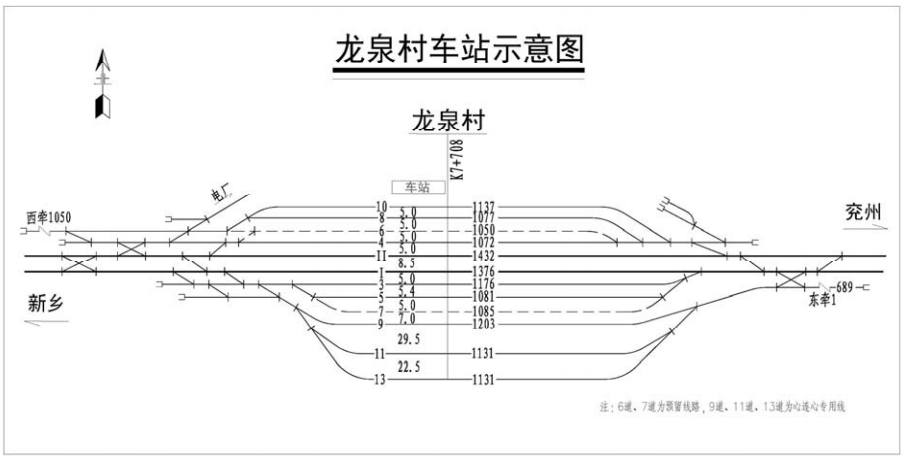 龙泉村车站示意图
北
龙泉村
K7+708
车站
电厂
西牵1050
兖州
10 1137
5.0
8 1077
5.0
6 1050
5.0
4 1072
5.0
II 1432
8.5
I 1376
5.0
3 1176
5.4
5 1081
5.0
7 1085
7.0
9 1203
29.5
11 1131
22.5
13 1131
新乡
东牵1 689
注：6道、7道为预留线路，9道、11道、13道为心连心专用线